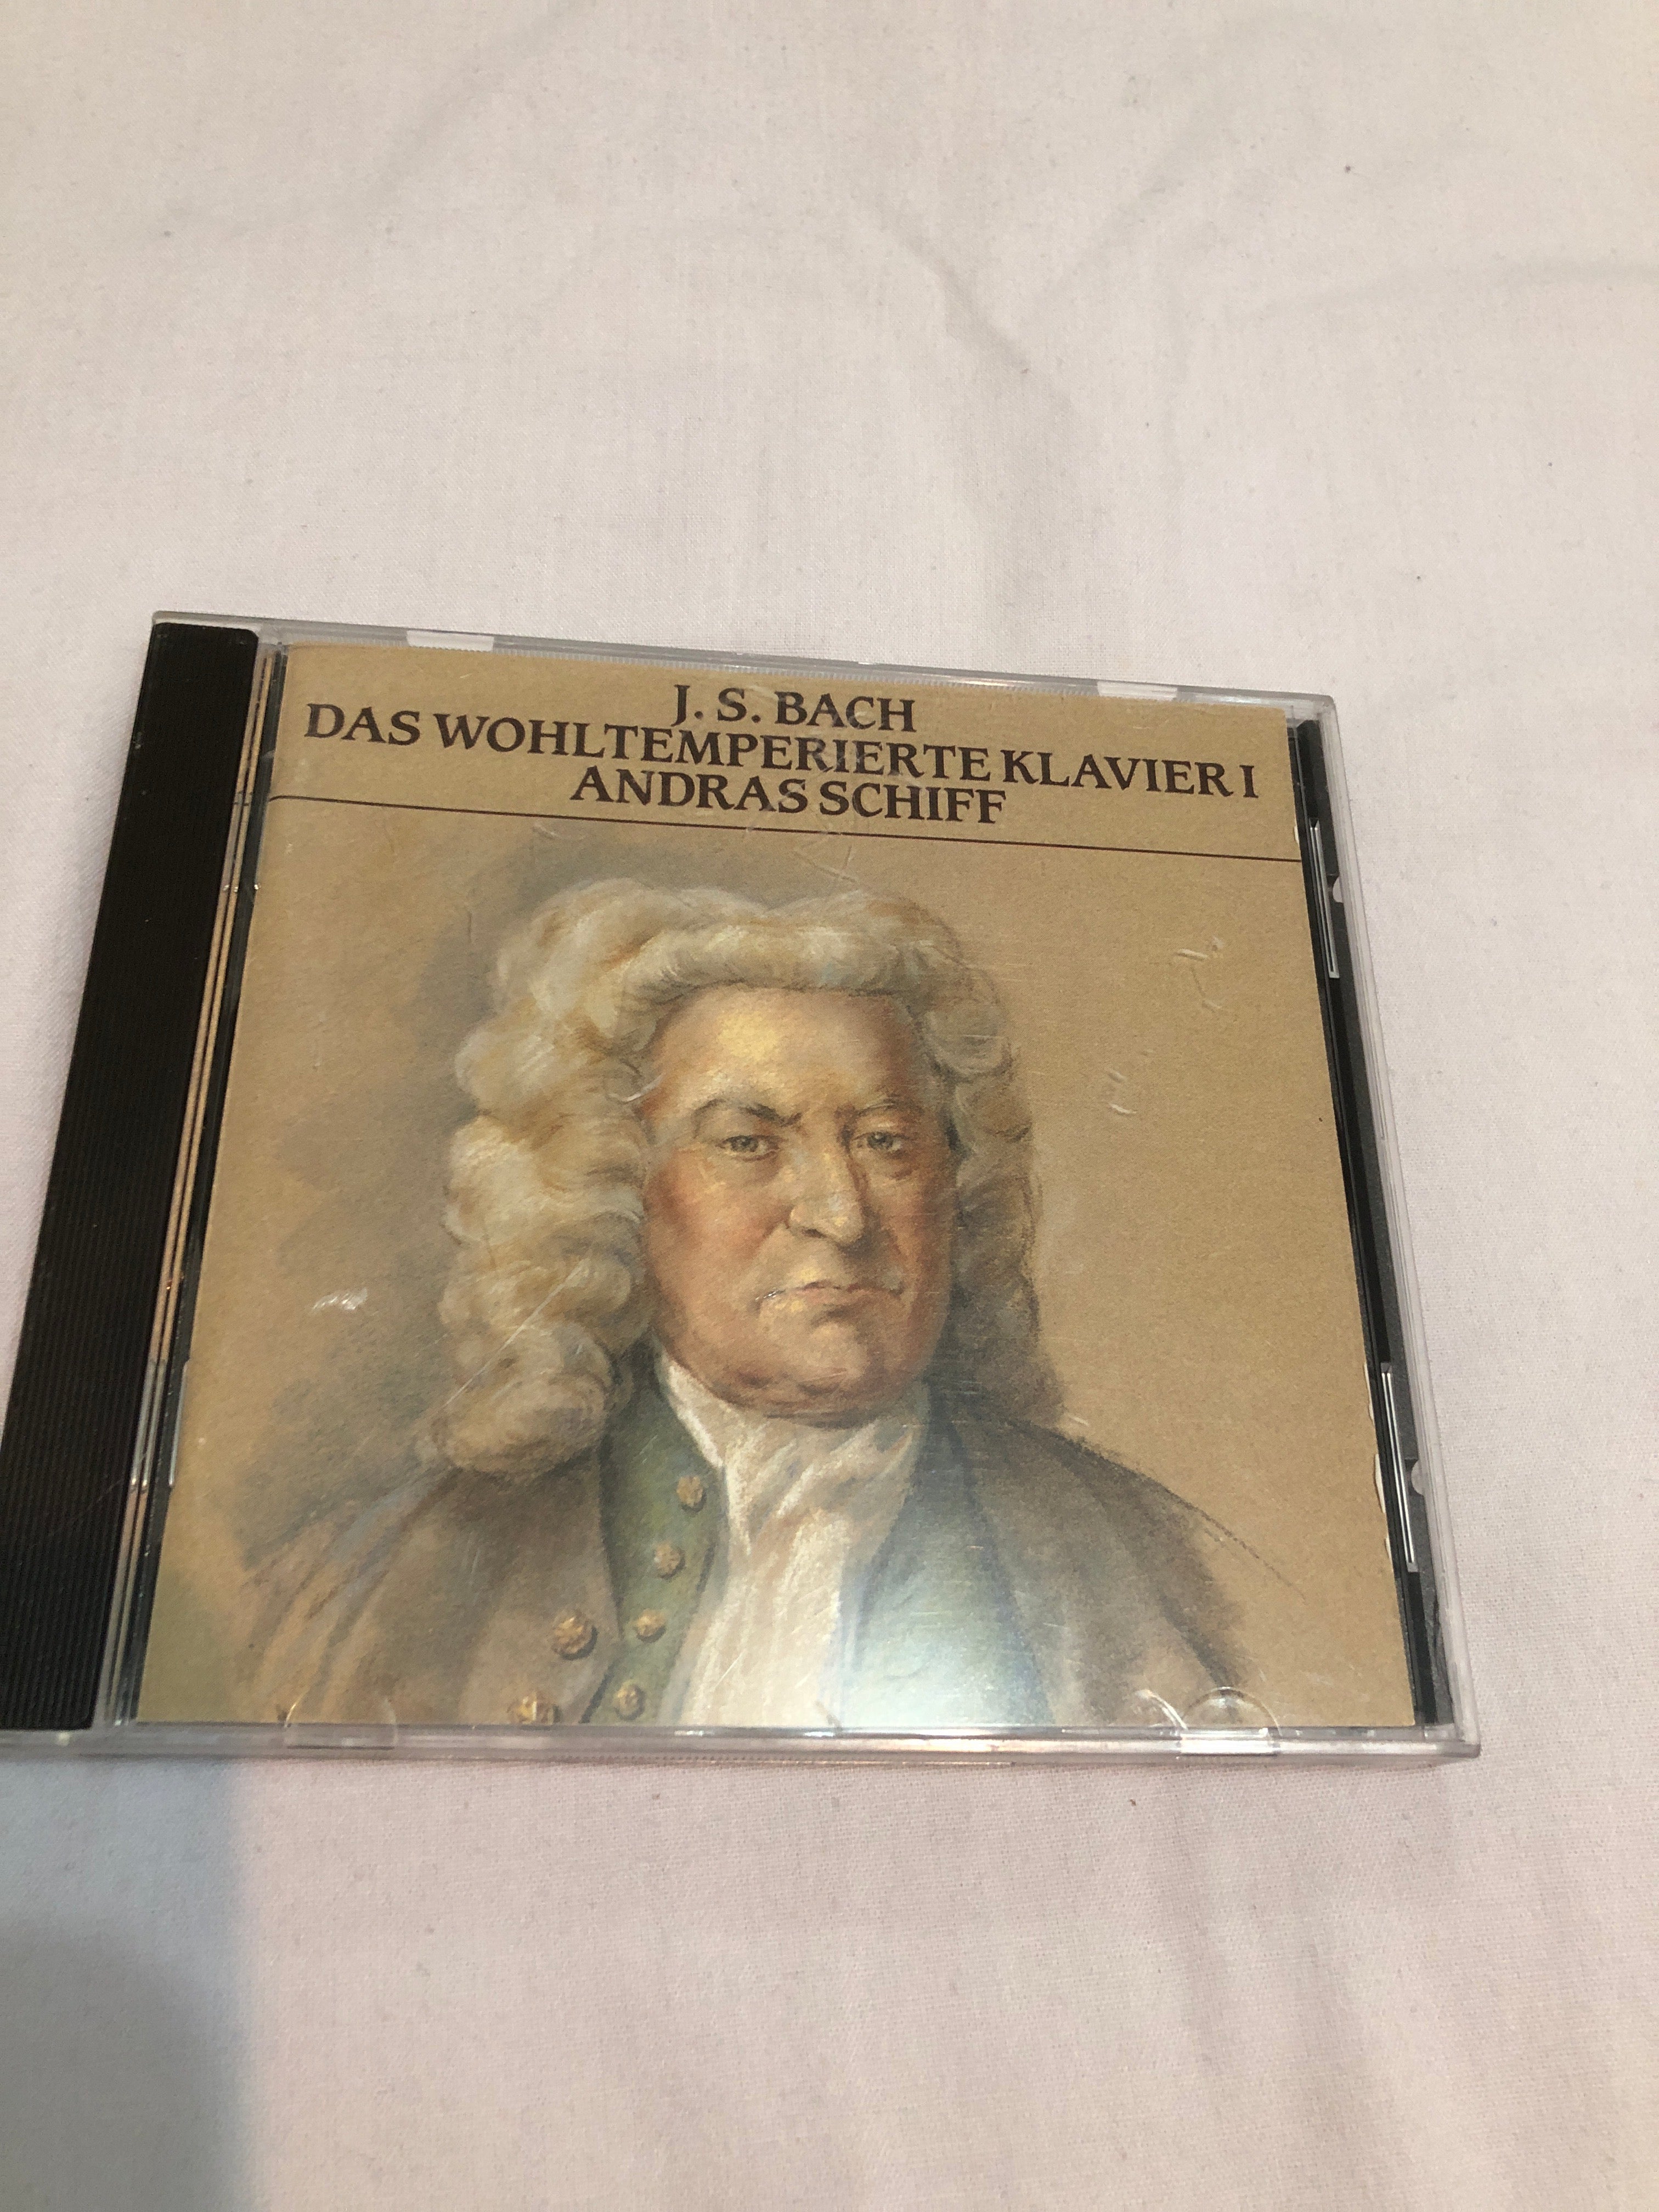 J. S. BACH
DAS WOHLTEMPERIERTE KLAVIER I
ANDRAS SCHIFF